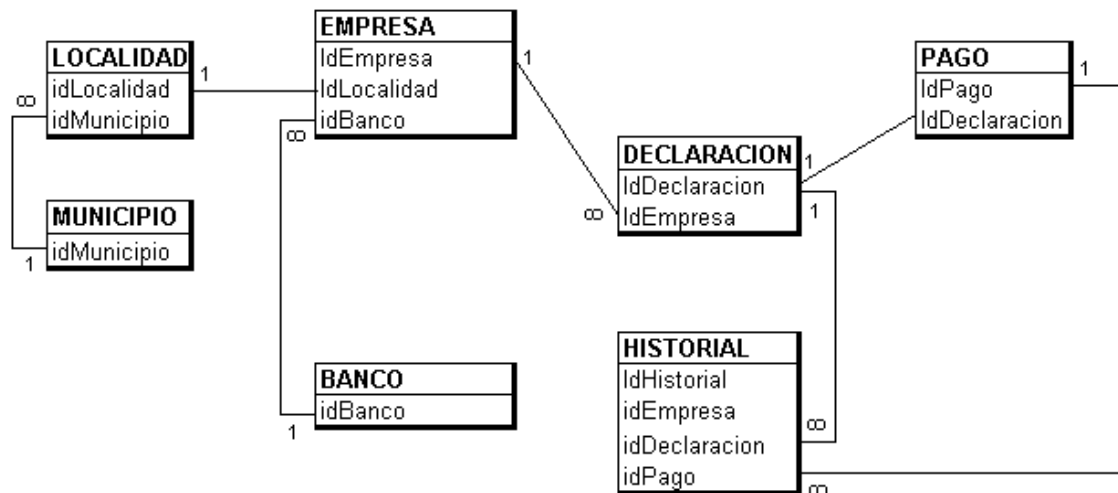 LOCALIDAD
idLocalidad
idMunicipio
1
∞
MUNICIPIO
idMunicipio
1
EMPRESA
IdEmpresa
IdLocalidad
idBanco
1
∞
BANCO
idBanco
1
DECLARACION
IdDeclaracion
IdEmpresa
∞
1
1
PAGO
IdPago
IdDeclaracion
1
HISTORIAL
IdHistorial
idEmpresa
idDeclaracion
idPago
∞
∞